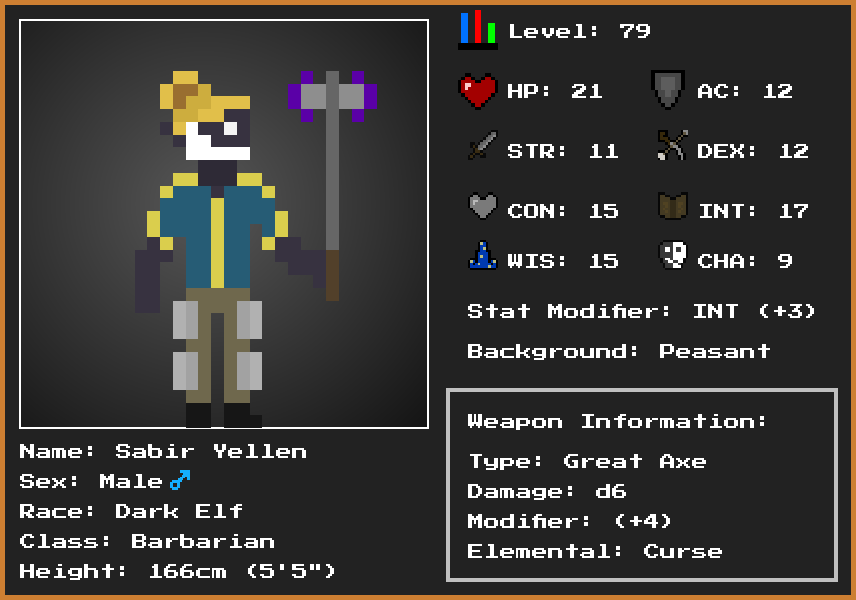 Level: 79
HP: 21 AC: 12
STR: 11 DEX: 12
CON: 15 INT: 17
WIS: 15 CHA: 9
Stat Modifier: INT (+3)
Background: Peasant
Weapon Information:
Type: Great Axe
Damage: d6
Modifier: (+4)
Elemental: Curse
Name: Sabir Yellen
Sex: Male♂
Race: Dark Elf
Class: Barbarian
Height: 166cm (5'5")